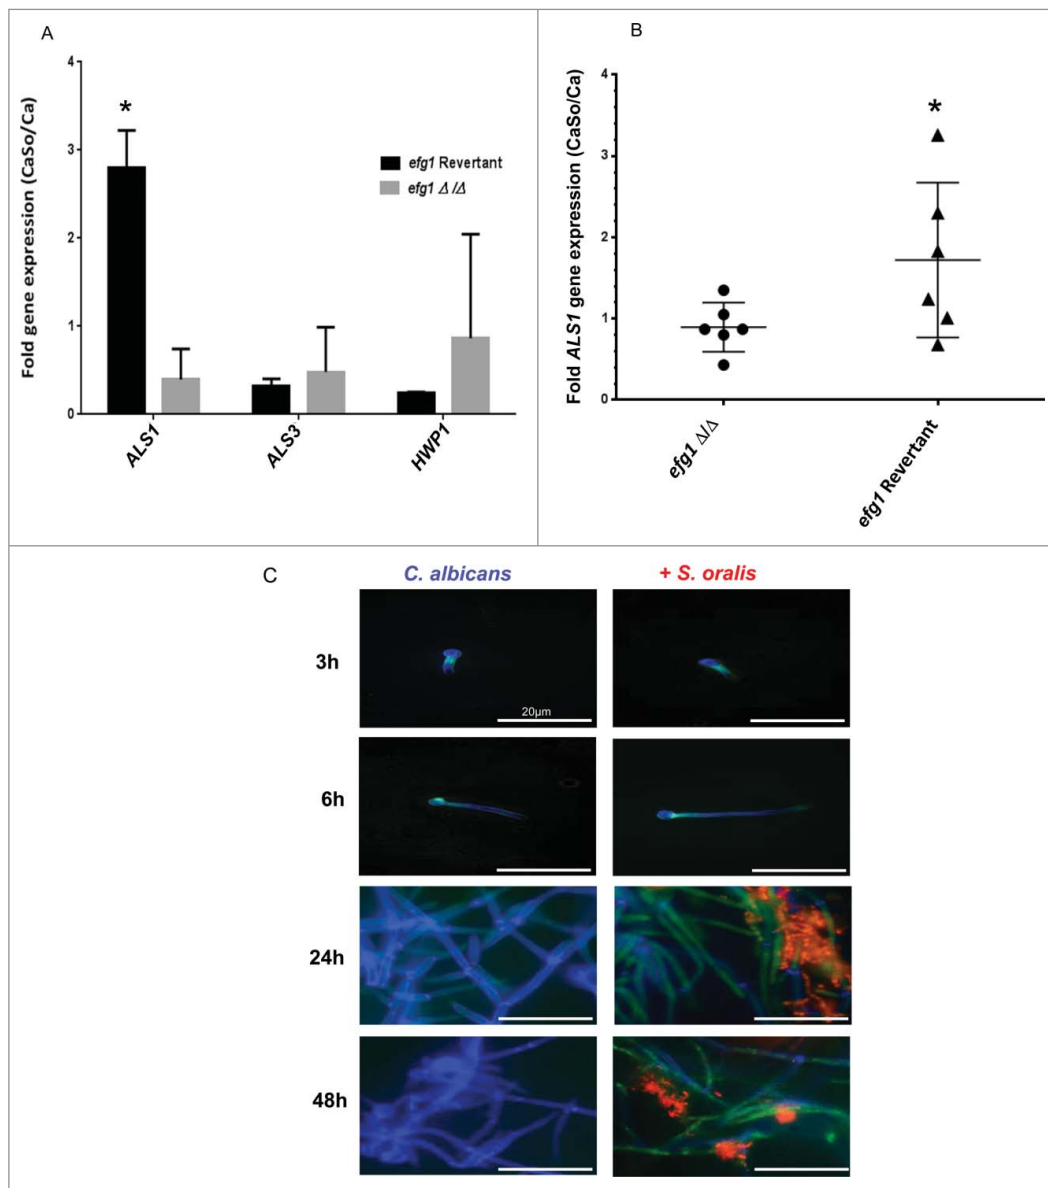 A
Fold gene expression (CaSo/Ca)
4
3
2
1
0
*
efg1 Revertant
efg1 Δ/Δ
ALS1
ALS3
HWP1
B
Fold ALS1 gene expression (CaSo/Ca)
4
3
2
1
0
*
efg1 Δ/Δ
efg1 Revertant
C
C. albicans
+ S. oralis
3h
20µm
6h
24h
48h